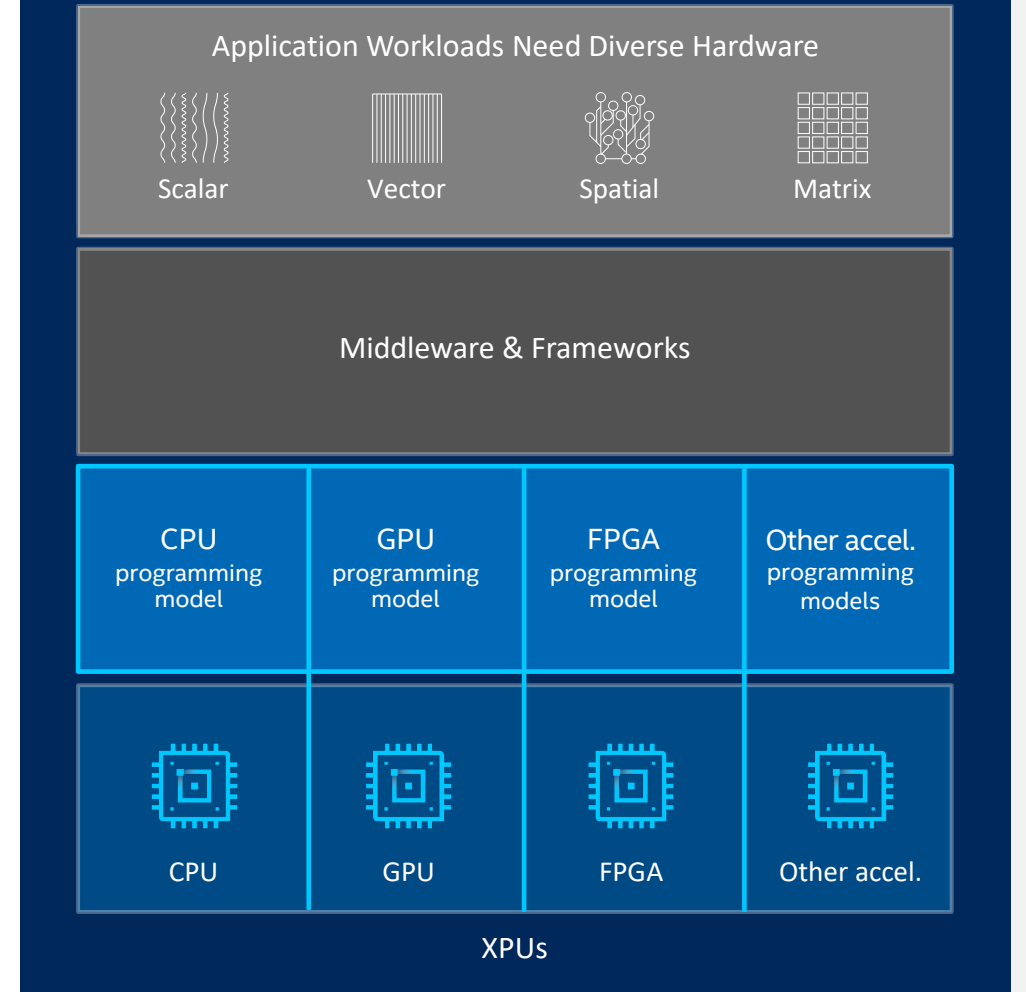 Application Workloads Need Diverse Hardware
Scalar
Vector
Spatial
Matrix
Middleware & Frameworks
CPU
programming
model
GPU
programming
model
FPGA
programming
model
Other accel.
programming
models
CPU
GPU
FPGA
Other accel.
XPUs